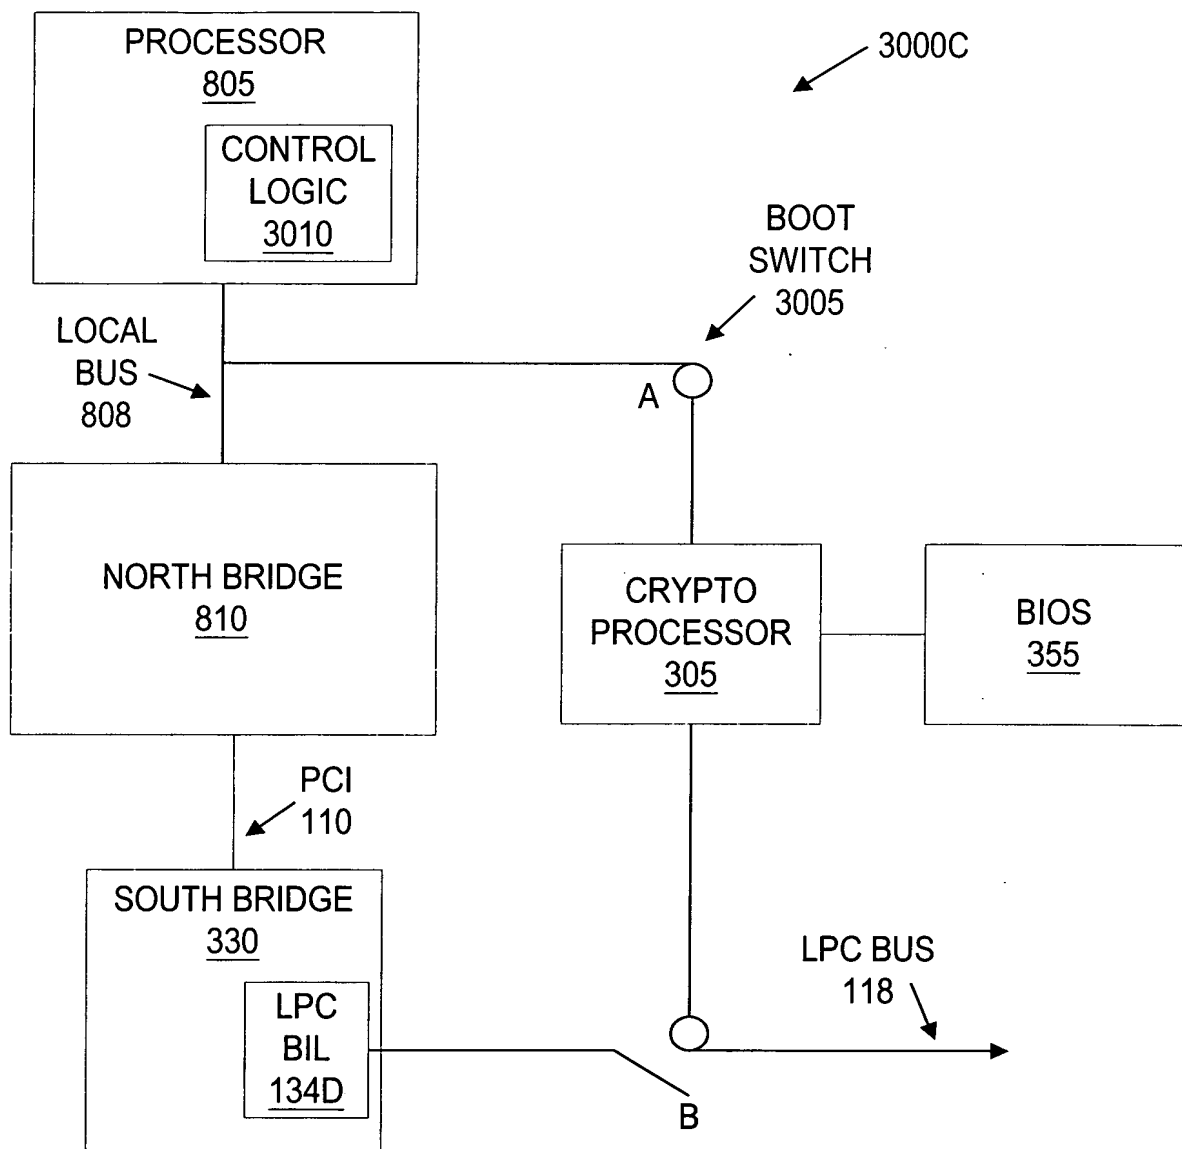 PROCESSOR
805
CONTROL
LOGIC
3010
3000C
BOOT
SWITCH
3005
LOCAL
BUS
808
A
NORTH BRIDGE
810
CRYPTO
PROCESSOR
305
BIOS
355
PCI
110
SOUTH BRIDGE
330
LPC
BIL
134D
LPC BUS
118
B